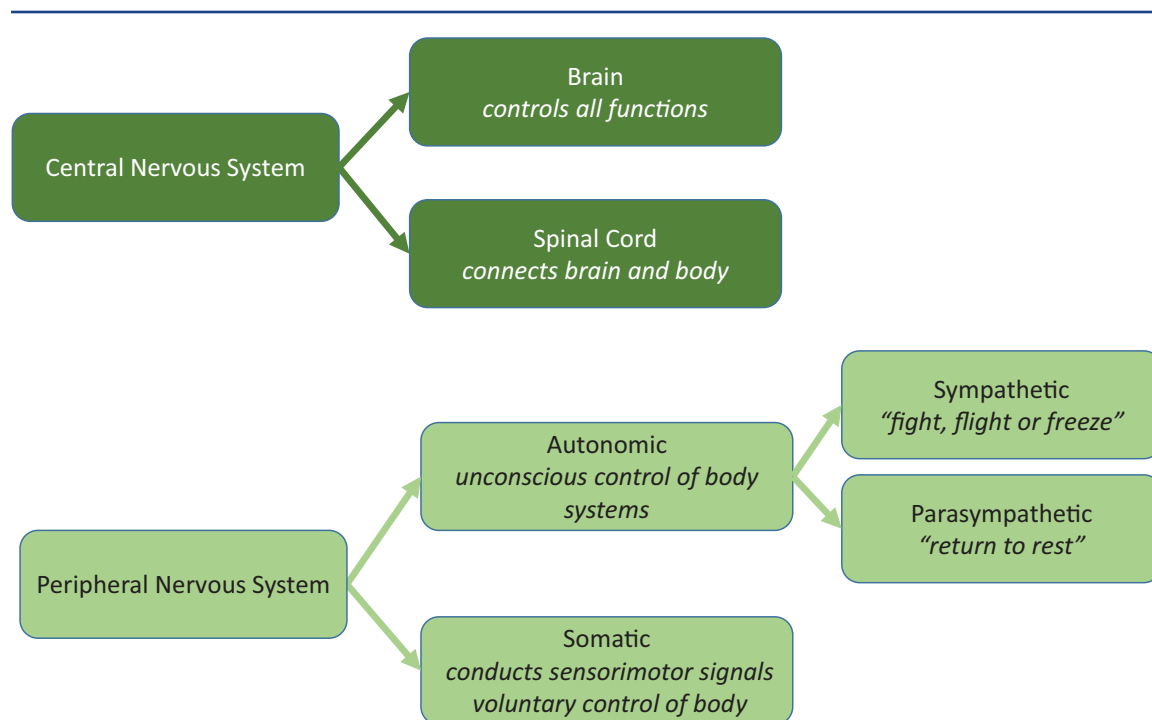 Brain
controls all functions
Central Nervous System
Spinal Cord
connects brain and body
Sympathetic
“fight, flight or freeze”
Autonomic
unconscious control of body
systems
Parasympathetic
“return to rest”
Peripheral Nervous System
Somatic
conducts sensorimotor signals
voluntary control of body